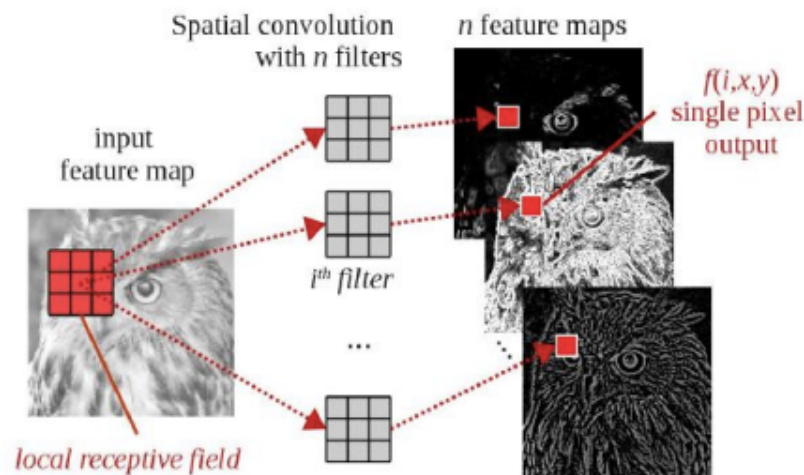 Spatial convolution
with n filters
n feature maps
f(i,x,y)
single pixel
output
input
feature map
iᵗʰ filter
...
local receptive field